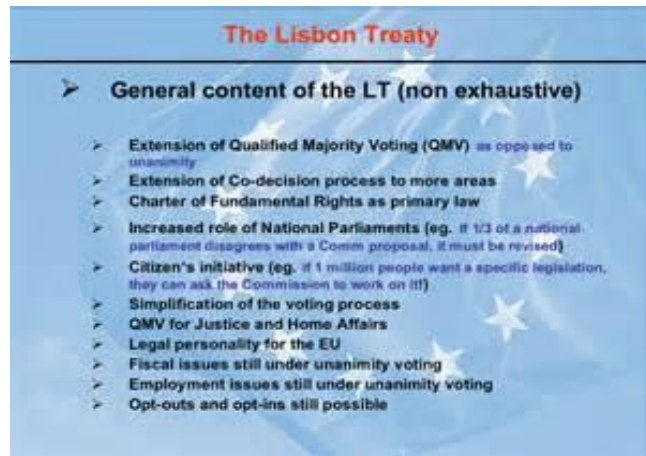 The Lisbon Treaty
General content of the LT (non exhaustive)
Extension of Qualified Majority Voting (QMV) as opposed to
unanimity
Extension of Co-decision process to more areas
Charter of Fundamental Rights as primary law
Increased role of National Parliaments (eg. If 1/3 of a national
parliament disagrees with a Comm proposal, it must be revised)
Citizen's initiative (eg. if 1 million people want a specific legislation,
they can ask the Commission to work on it!)
Simplification of the voting process
QMV for Justice and Home Affairs
Legal personality for the EU
Fiscal issues still under unanimity voting
Employment issues still under unanimity voting
Opt-outs and opt-ins still possible